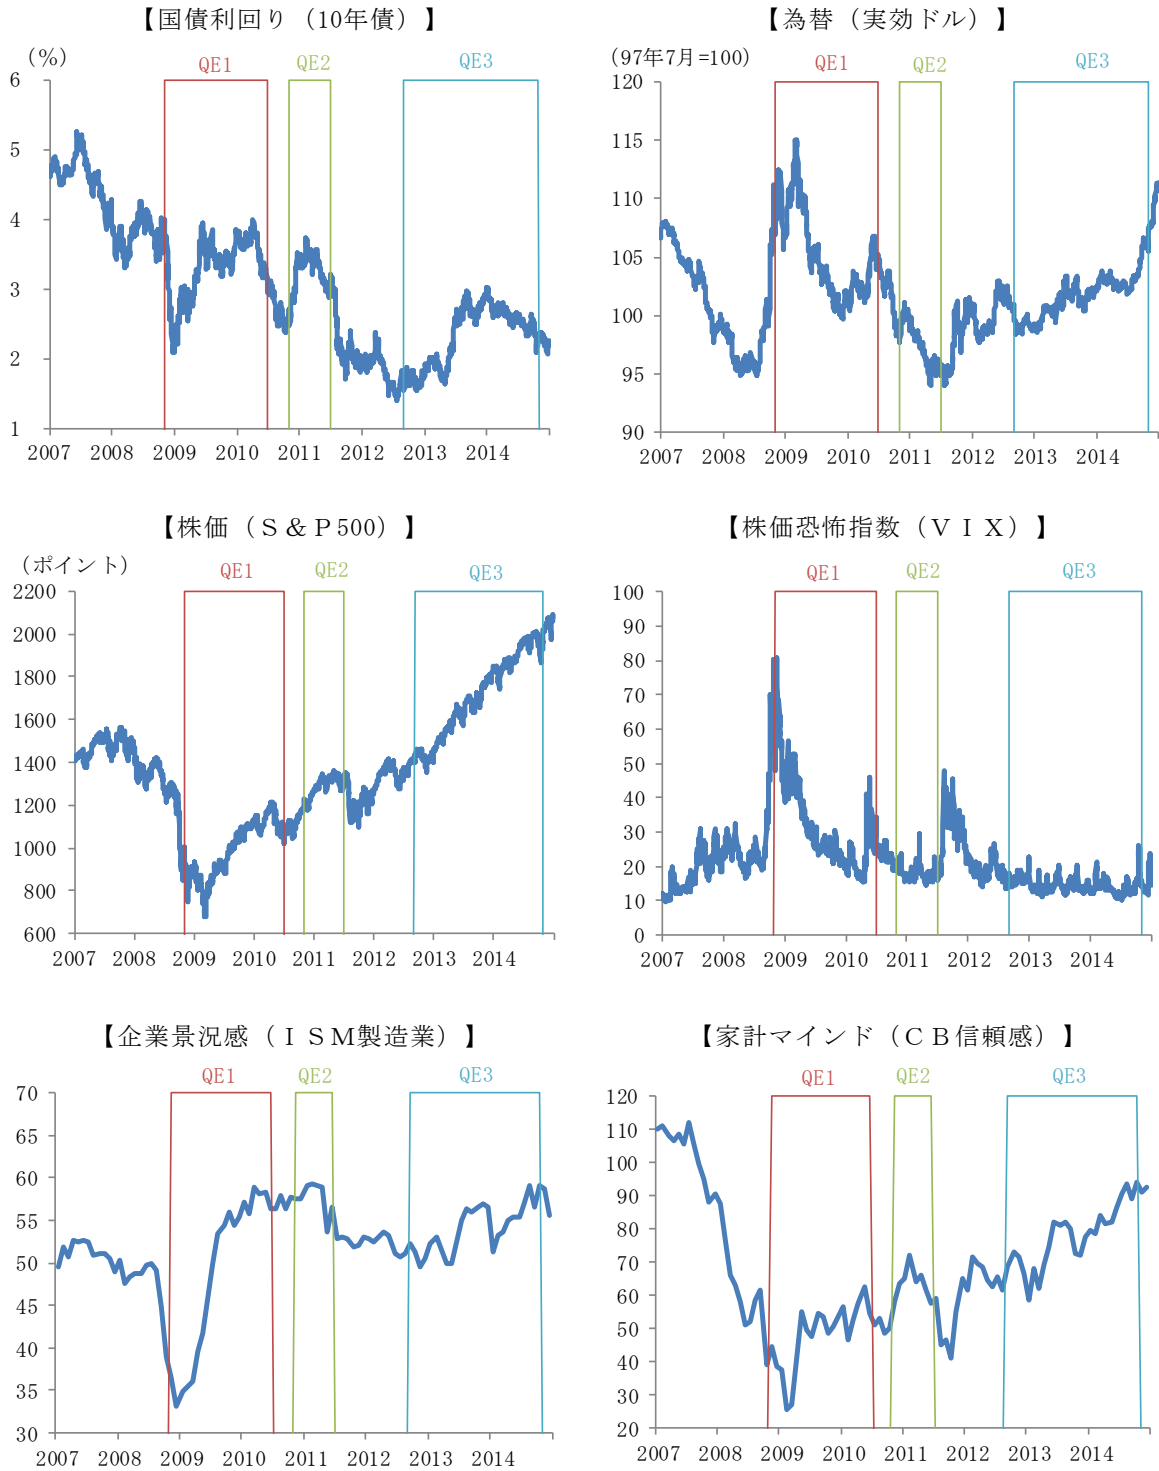 【国債利回り（10年債）】
（%）
QE1
QE2
QE3
6
5
4
3
2
1
2007 2008 2009 2010 2011 2012 2013 2014
【為替（実効ドル）】
（97年7月=100）
QE1
QE2
QE3
120
115
110
105
100
95
90
2007 2008 2009 2010 2011 2012 2013 2014
【株価（Ｓ＆Ｐ500）】
（ポイント）
QE1
QE2
QE3
2200
2000
1800
1600
1400
1200
1000
800
600
2007 2008 2009 2010 2011 2012 2013 2014
【株価恐怖指数（ＶＩＸ）】
QE1
QE2
QE3
100
90
80
70
60
50
40
30
20
10
0
2007 2008 2009 2010 2011 2012 2013 2014
【企業景況感（ＩＳＭ製造業）】
QE1
QE2
QE3
70
65
60
55
50
45
40
35
30
2007 2008 2009 2010 2011 2012 2013 2014
【家計マインド（ＣＢ信頼感）】
QE1
QE2
QE3
120
110
100
90
80
70
60
50
40
30
20
2007 2008 2009 2010 2011 2012 2013 2014